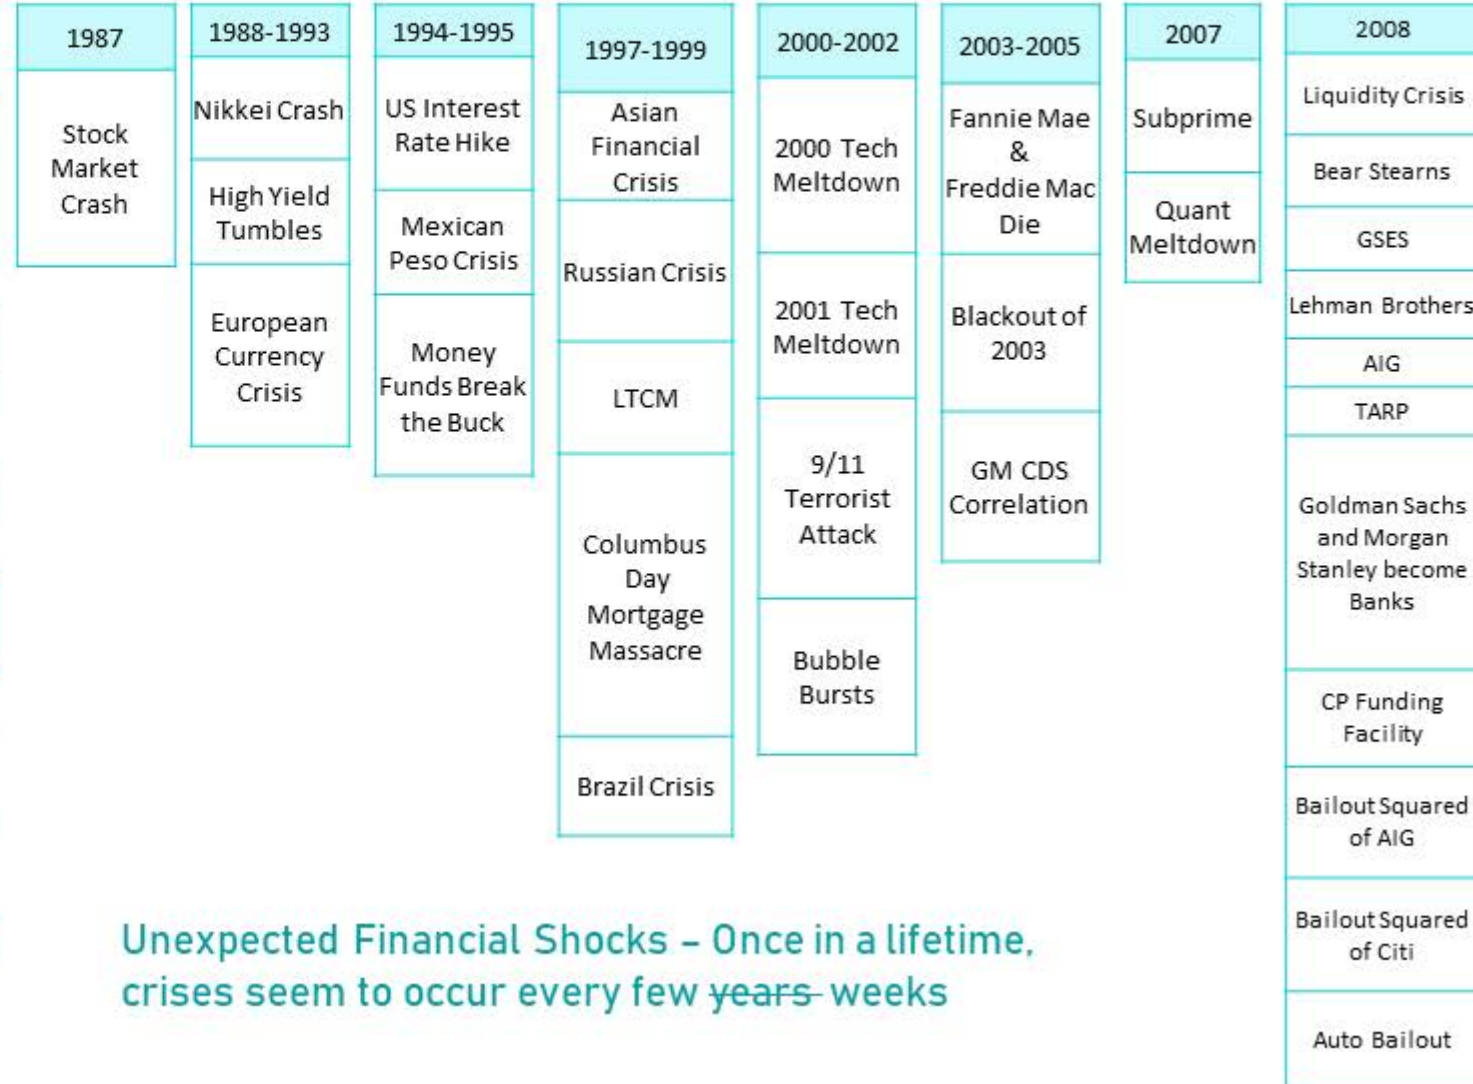 1987
Stock
Market
Crash
1988-1993
Nikkei Crash
High Yield
Tumbles
European
Currency
Crisis
1994-1995
US Interest
Rate Hike
Mexican
Peso Crisis
Money
Funds Break
the Buck
1997-1999
Asian
Financial
Crisis
Russian Crisis
LTCM
Columbus
Day
Mortgage
Massacre
Brazil Crisis
2000-2002
2000 Tech
Meltdown
2001 Tech
Meltdown
9/11
Terrorist
Attack
Bubble
Bursts
2003-2005
Fannie Mae
&
Freddie Mac
Die
Blackout of
2003
GM CDS
Correlation
2007
Subprime
Quant
Meltdown
2008
Liquidity Crisis
Bear Stearns
GSES
Lehman Brothers
AIG
TARP
Goldman Sachs
and Morgan
Stanley become
Banks
CP Funding
Facility
Bailout Squared
of AIG
Bailout Squared
of Citi
Auto Bailout
Unexpected Financial Shocks – Once in a lifetime,
crises seem to occur every few years weeks